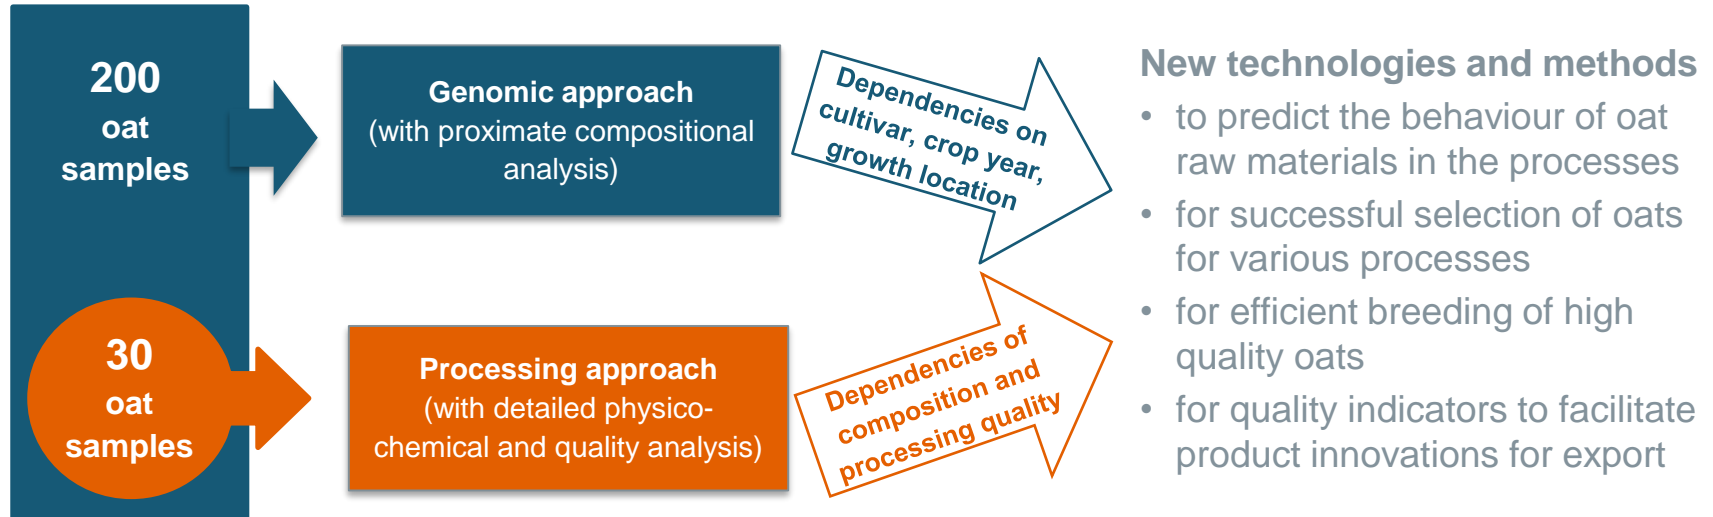 200
oat
samples
Genomic approach
(with proximate compositional
analysis)
Dependencies on
cultivar, crop year,
growth location
30
oat
samples
Processing approach
(with detailed physico-
chemical and quality analysis)
Dependencies of
composition and
processing quality
New technologies and methods
• to predict the behaviour of oat
raw materials in the processes
• for successful selection of oats
for various processes
• for efficient breeding of high
quality oats
• for quality indicators to facilitate
product innovations for export